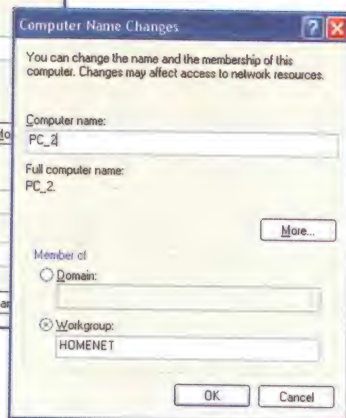 Computer Name Changes
You can change the name and the membership of this
computer. Changes may affect access to network resources.
Computer name:
PC_2
Full computer name:
PC_2.
More...
Member of
Domain:
Workgroup:
HOMENET
OK
Cancel